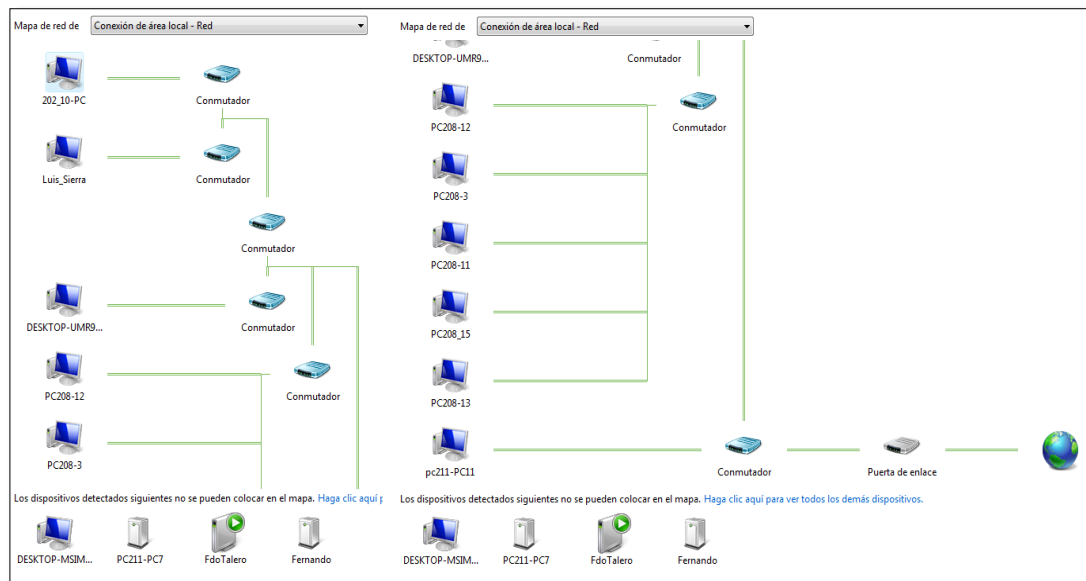 Mapa de red de Conexión de área local - Red
202_10-PC
Conmutador
Luis_Sierra
Conmutador
Conmutador
DESKTOP-UMR9...
Conmutador
PC208-12
Conmutador
PC208-3
Los dispositivos detectados siguientes no se pueden colocar en el mapa. Haga clic aquí p
DESKTOP-MSIM...
PC211-PC7
FdoTalero
Fernando
Mapa de red de Conexión de área local - Red
DESKTOP-UMR9...
Conmutador
PC208-12
Conmutador
PC208-3
PC208-11
PC208_15
PC208-13
pc211-PC11
Conmutador
Puerta de enlace
Los dispositivos detectados siguientes no se pueden colocar en el mapa. Haga clic aquí para ver todos los demás dispositivos.
DESKTOP-MSIM...
PC211-PC7
FdoTalero
Fernando